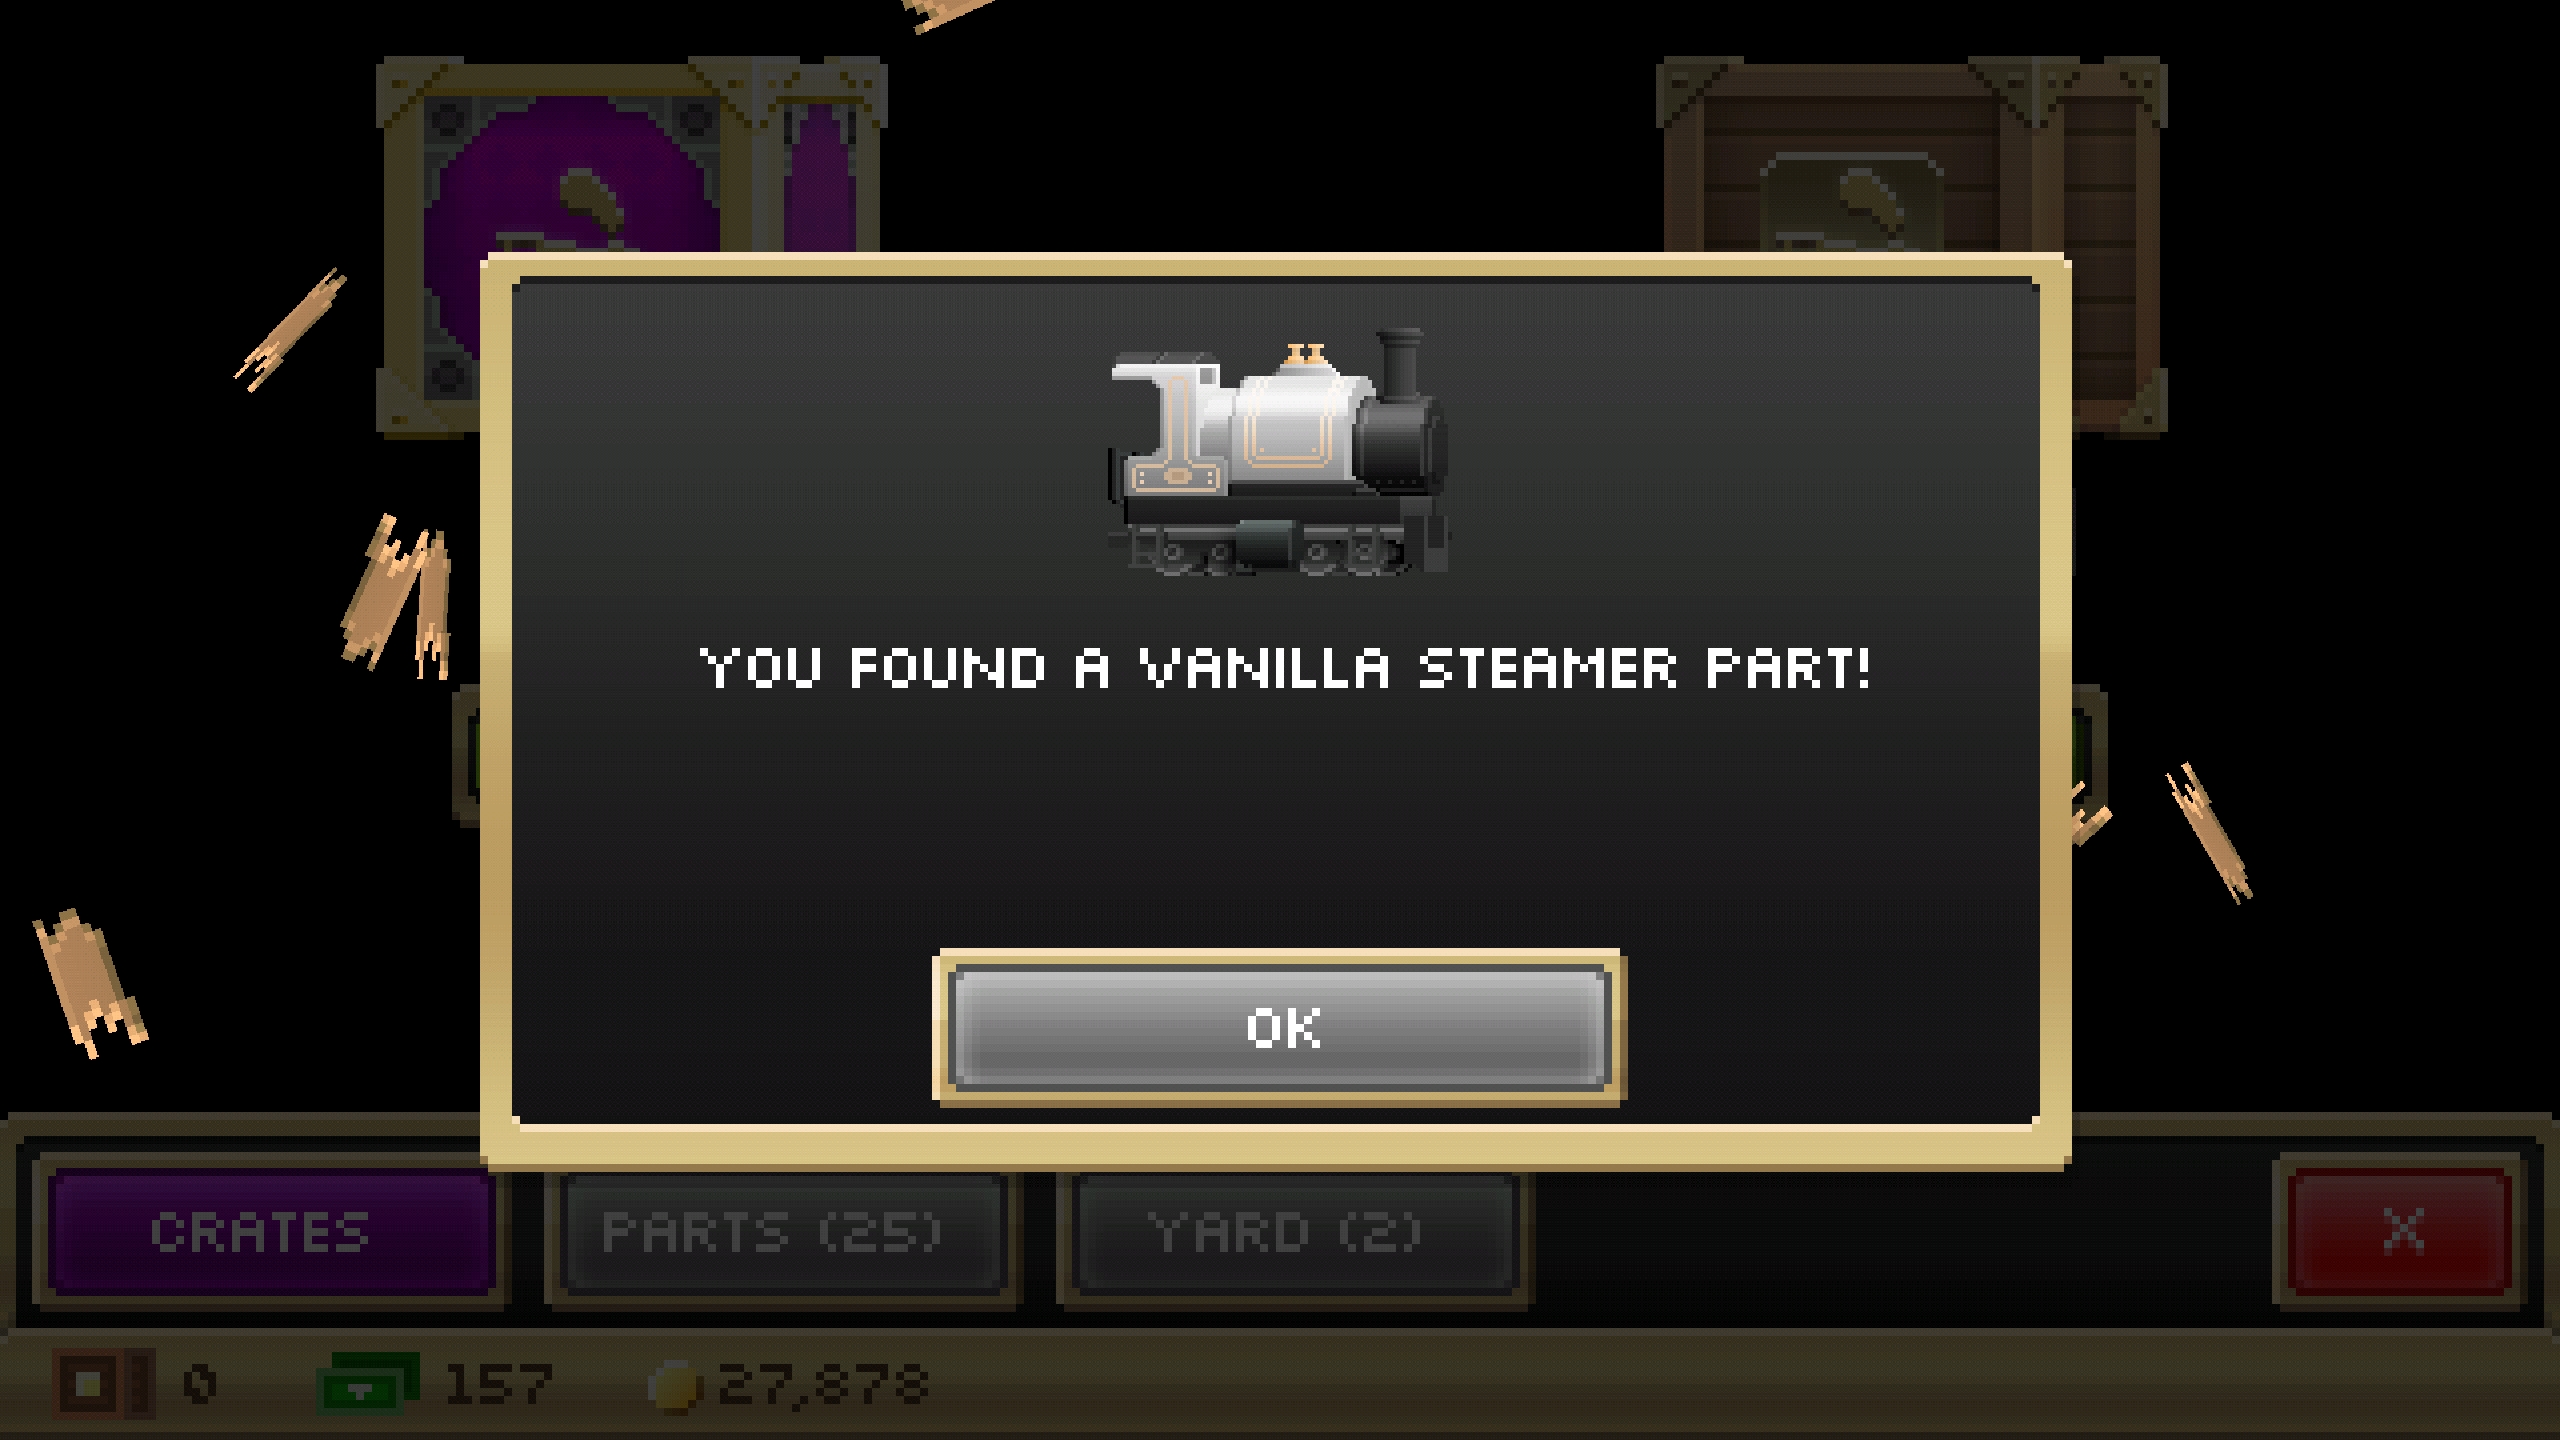 YOU FOUND A VANILLA STEAMER PART!
OK
CRATES
PARTS (25)
YARD (2)
X
0
157
27,878